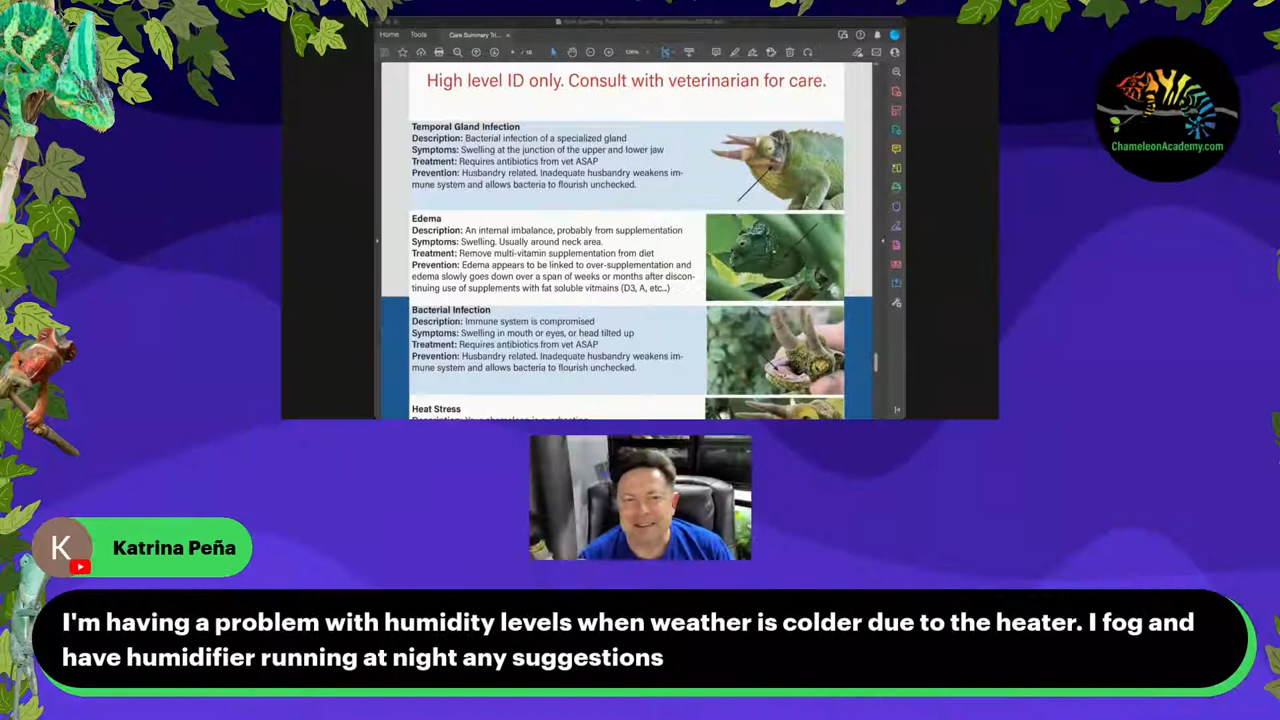 Home Tools Care Summary Tri...
126%
High level ID only. Consult with veterinarian for care.
Temporal Gland Infection
Description: Bacterial infection of a specialized gland
Symptoms: Swelling at the junction of the upper and lower jaw
Treatment: Requires antibiotics from vet ASAP
Prevention: Husbandry related. Inadequate husbandry weakens im-
mune system and allows bacteria to flourish unchecked.
Edema
Description: An internal imbalance, probably from supplementation
Symptoms: Swelling. Usually around neck area.
Treatment: Remove multi-vitamin supplementation from diet
Prevention: Edema appears to be linked to over-supplementation and
edema slowly goes down over a span of weeks or months after discon-
tinuing use of supplements with fat soluble vitmains (D3, A, etc...)
Bacterial Infection
Description: Immune system is compromised
Symptoms: Swelling in mouth or eyes, or head tilted up
Treatment: Requires antibiotics from vet ASAP
Prevention: Husbandry related. Inadequate husbandry weakens im-
mune system and allows bacteria to flourish unchecked.
Heat Stress
ChameleonAcademy.com
K
Katrina Peña
I'm having a problem with humidity levels when weather is colder due to the heater. I fog and
have humidifier running at night any suggestions